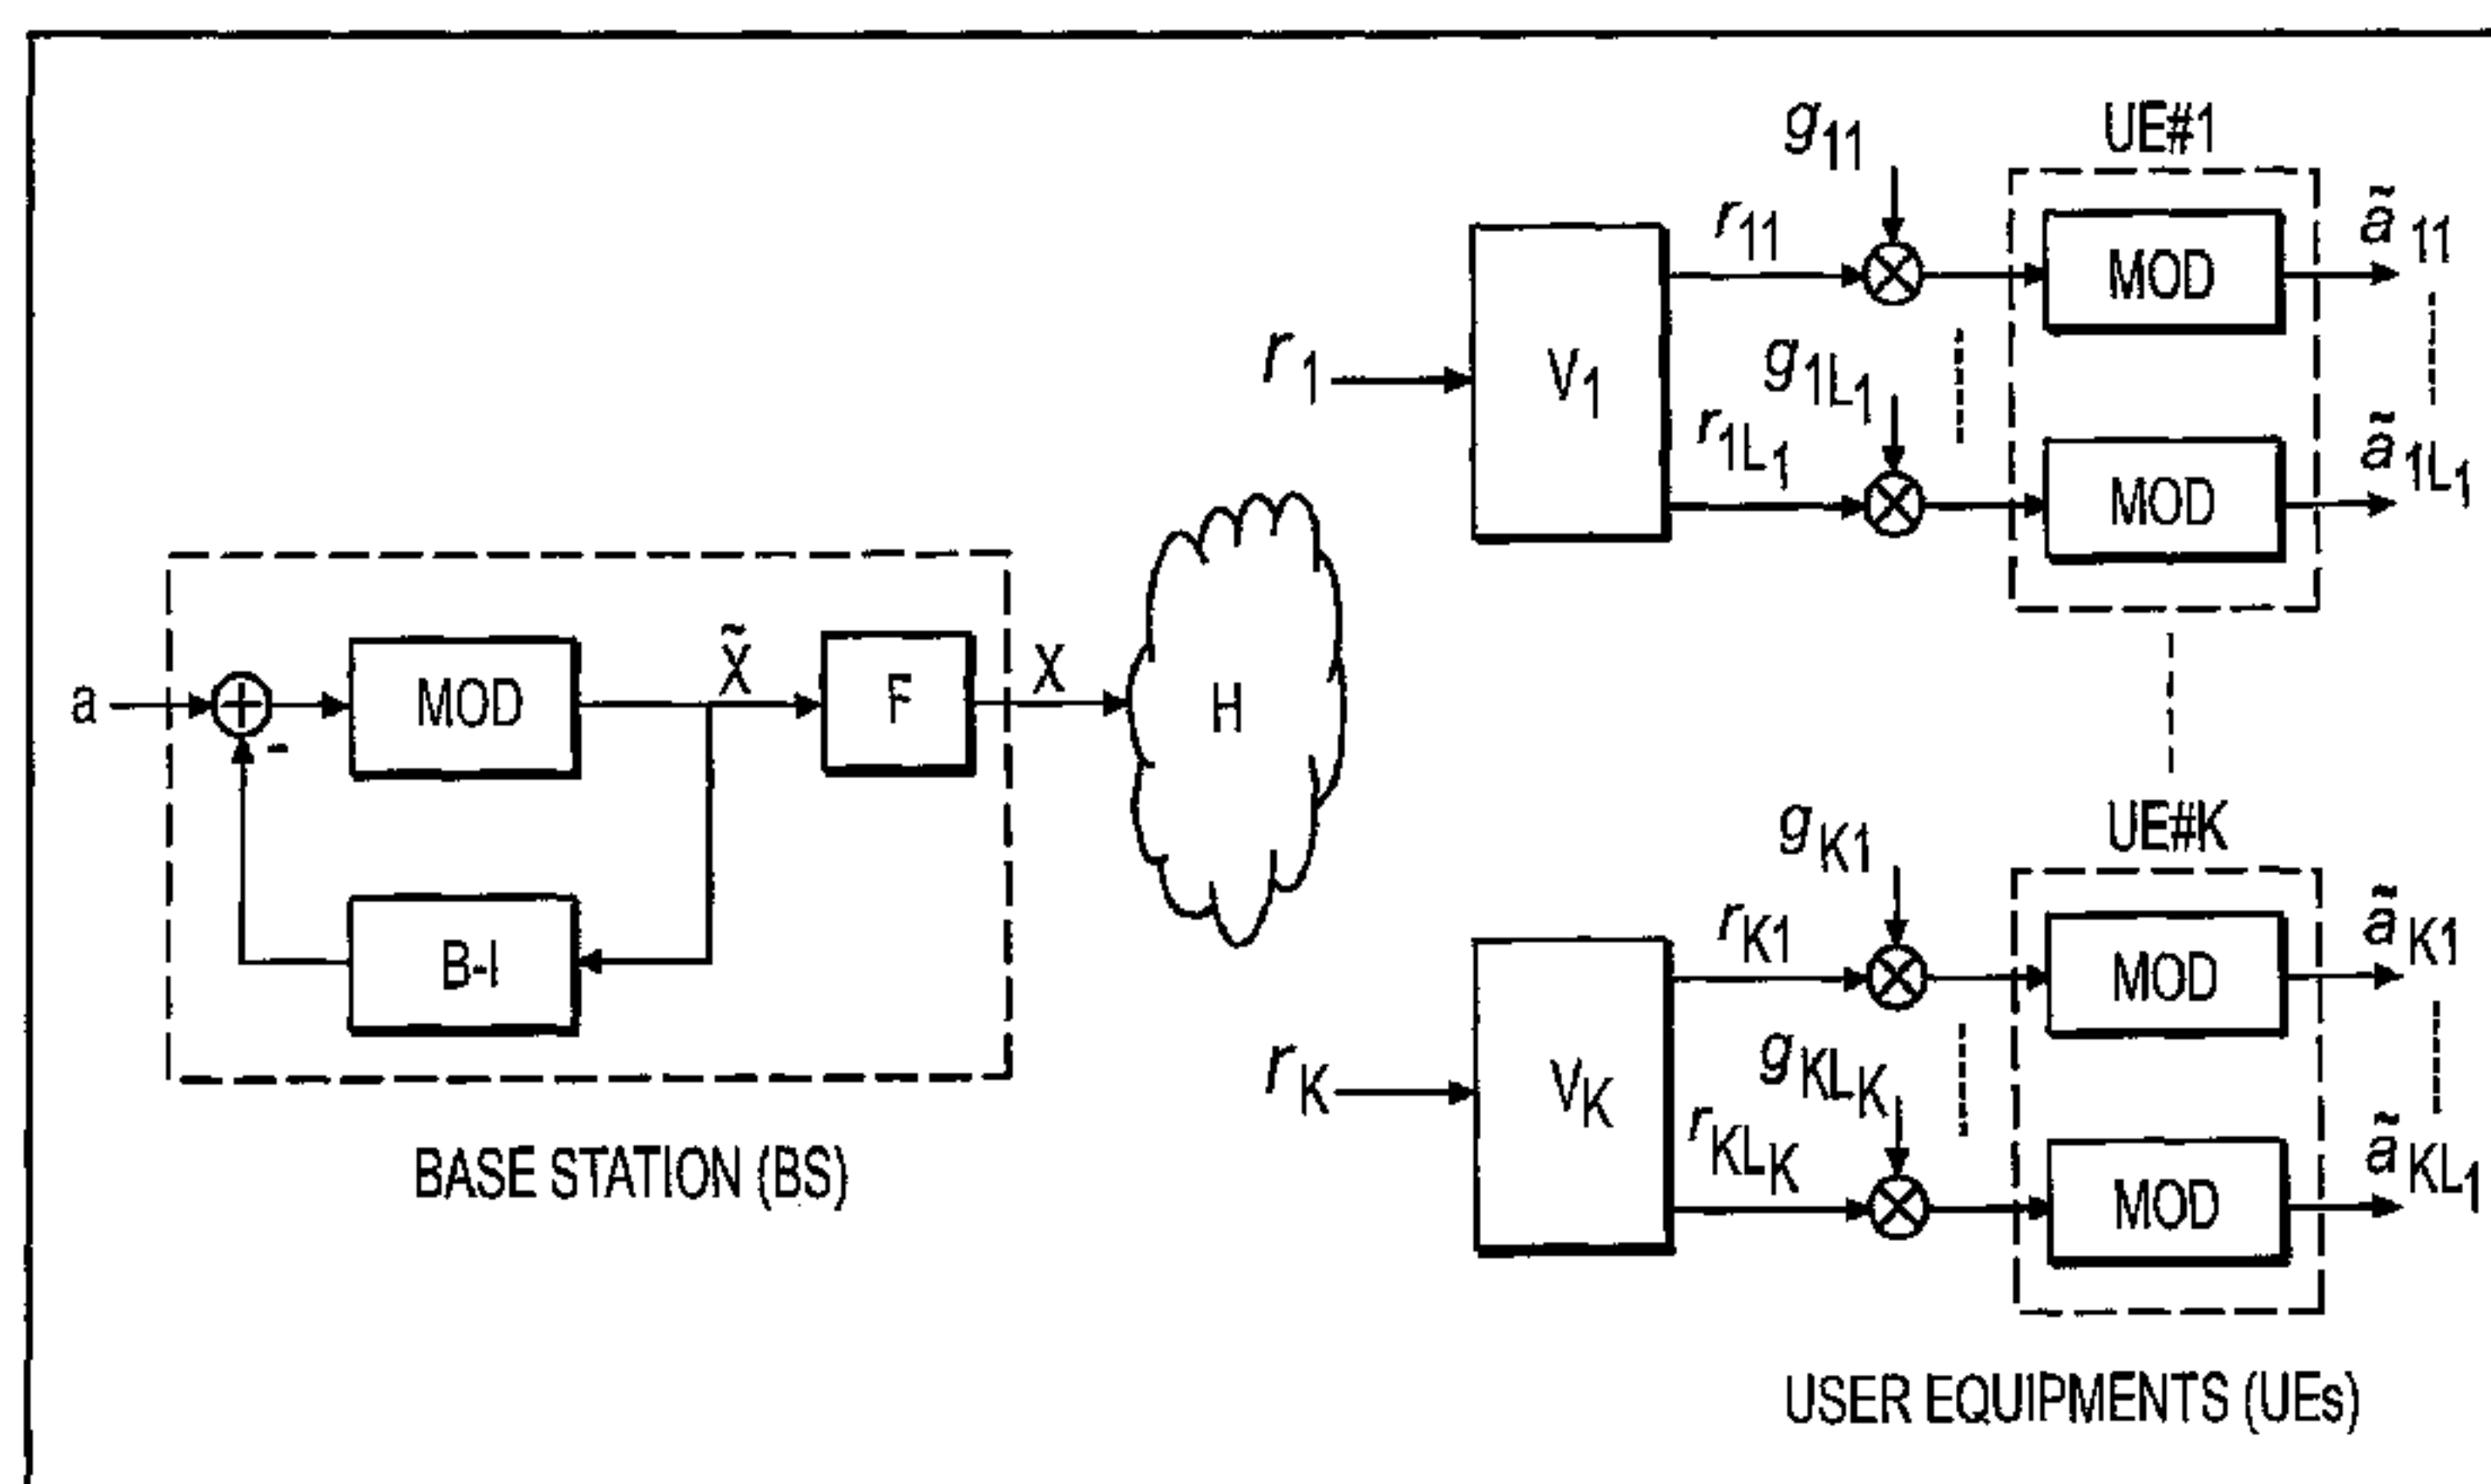 a
+
-
MOD
X̃
F
X
B-I
BASE STATION (BS)
H
r1
V1
r11
g11
UE#1
MOD
ã11
r1L1
g1L1
MOD
ã1L1
rK
VK
rK1
gK1
UE#K
MOD
ãK1
rKLK
gKLK
MOD
ãKL1
USER EQUIPMENTS (UEs)